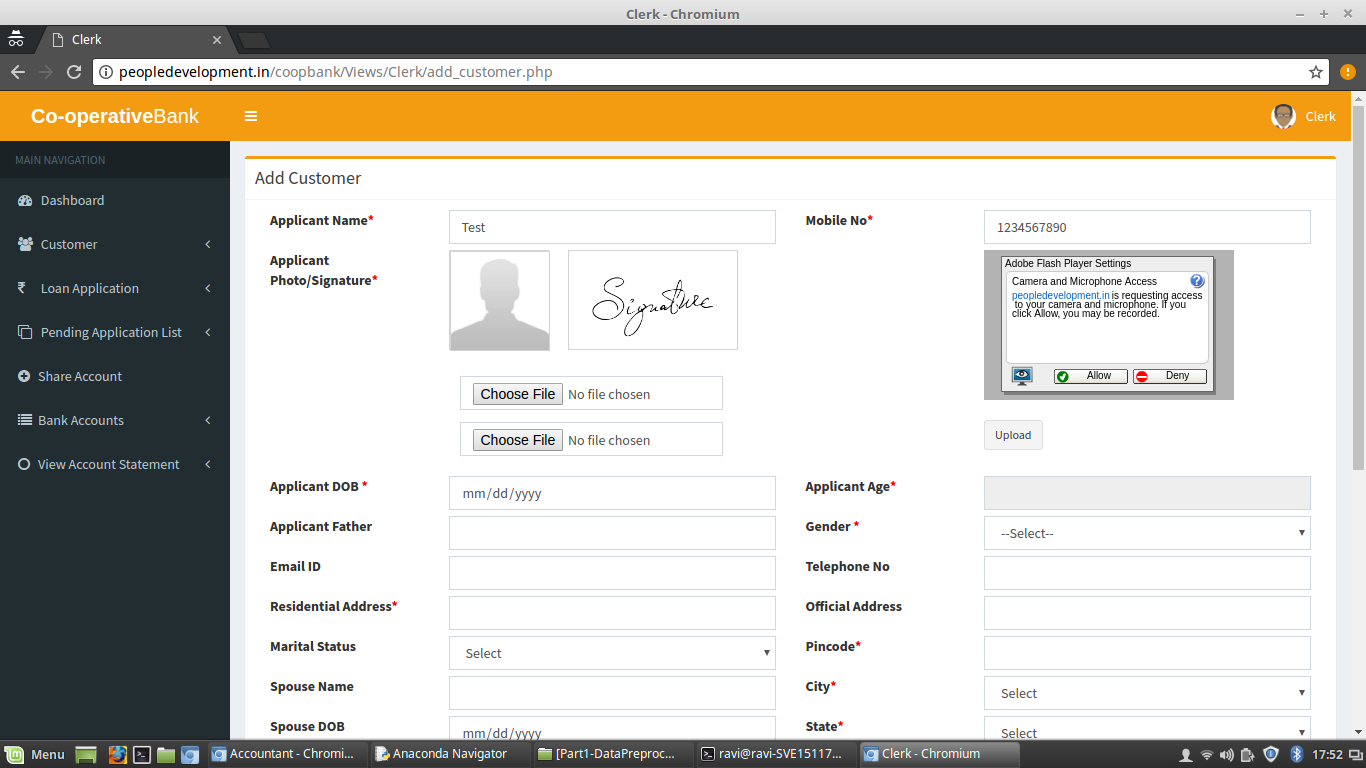 Clerk - Chromium
Clerk
peopledevelopment.in/coopbank/Views/Clerk/add_customer.php
Co-operativeBank
Clerk
MAIN NAVIGATION
Dashboard
Customer
Loan Application
Pending Application List
Share Account
Bank Accounts
View Account Statement
Add Customer
Applicant Name*
Test
Mobile No*
1234567890
Applicant
Photo/Signature*
Signature
Adobe Flash Player Settings
Camera and Microphone Access
peopledevelopment.in is requesting access
to your camera and microphone. If you
click Allow, you may be recorded.
Allow
Deny
Choose File No file chosen
Choose File No file chosen
Upload
Applicant DOB *
mm/dd/yyyy
Applicant Age*
Applicant Father
Gender *
--Select--
Email ID
Telephone No
Residential Address*
Official Address
Marital Status
Select
Pincode*
Spouse Name
City*
Select
Spouse DOB
mm/dd/yyyy
State*
Select
Menu
Accountant - Chromi...
Anaconda Navigator
[Part1-DataPreproc...
ravi@ravi-SVE15117...
Clerk - Chromium
17:52